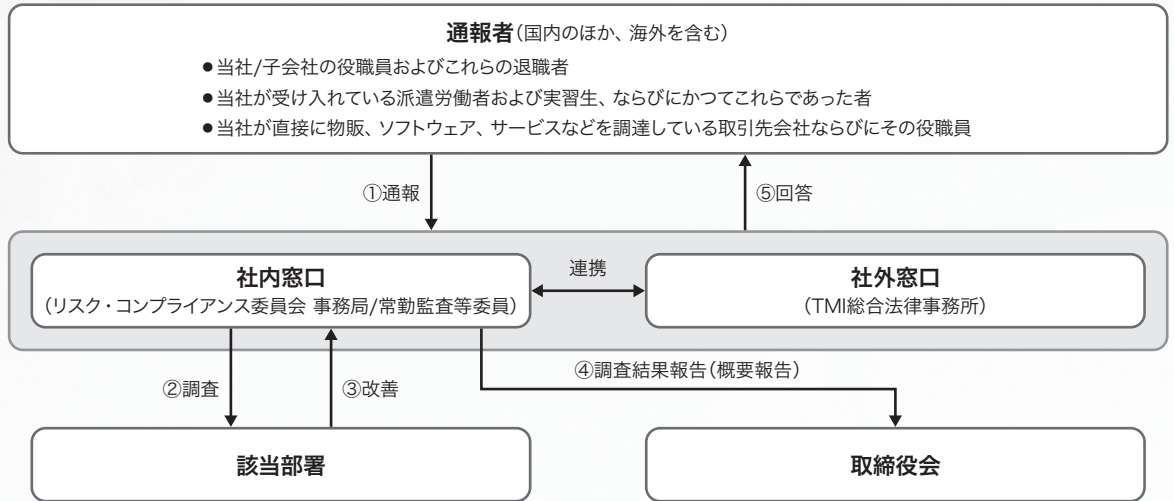 通報者（国内のほか、海外を含む）
●当社/子会社の役職員およびこれらの退職者
●当社が受け入れている派遣労働者および実習生、ならびにかつてこれらであった者
●当社が直接に物販、ソフトウェア、サービスなどを調達している取引先会社ならびにその役職員
①通報
⑤回答
社内窓口
（リスク・コンプライアンス委員会 事務局/常勤監査等委員）
連携
社外窓口
（TMI総合法律事務所）
②調査
③改善
④調査結果報告（概要報告）
該当部署
取締役会